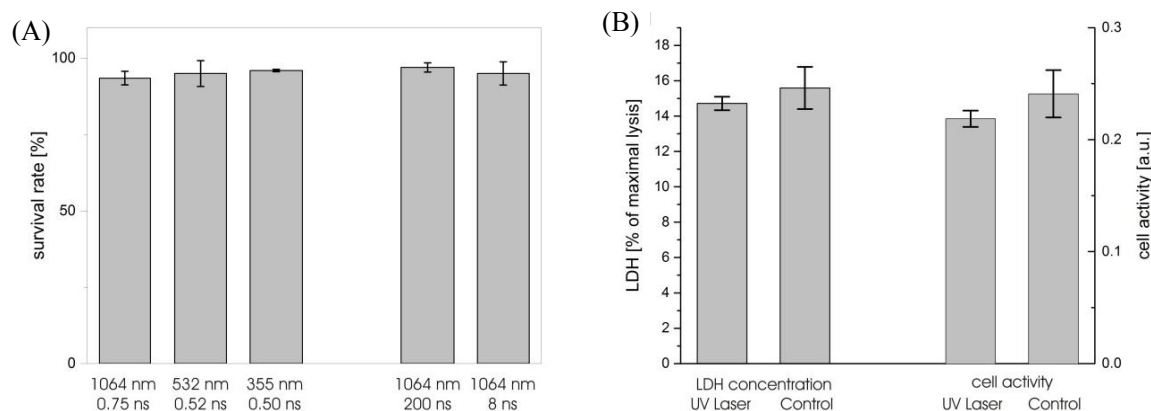 (A)
survival rate [%]
100
50
0
1064 nm 532 nm 355 nm 1064 nm 1064 nm
0.75 ns 0.52 ns 0.50 ns 200 ns 8 ns
(B)
LDH [% of maximal lysis]
18
16
14
12
10
8
6
4
2
0
0.3
0.2
0.1
0.0
cell activity [a.u.]
LDH concentration cell activity
UV Laser Control UV Laser Control